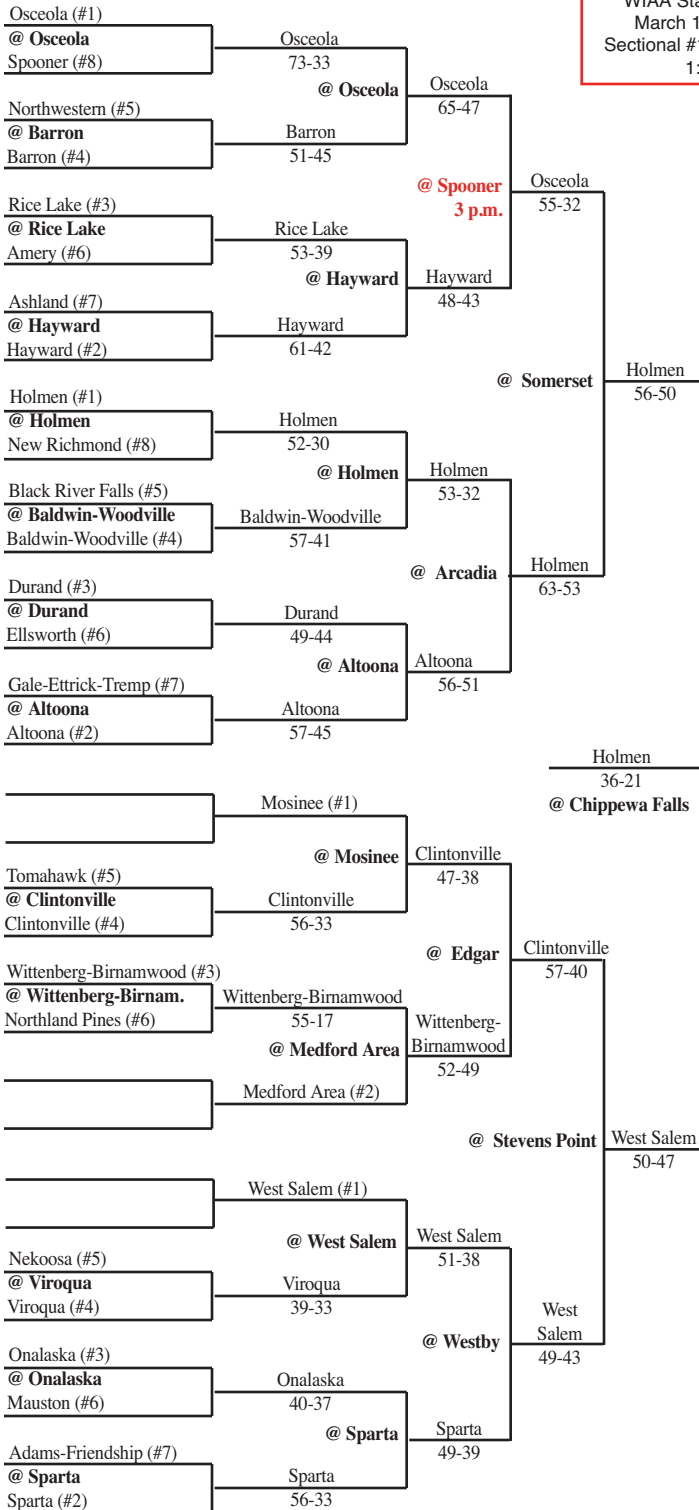 Osceola (#1)
@ Osceola
Spooner (#8)
Osceola
73-33
@ Osceola
Northwestern (#5)
@ Barron
Barron (#4)
Barron
51-45
Osceola
65-47
Rice Lake (#3)
@ Rice Lake
Amery (#6)
Rice Lake
53-39
@ Hayward
Ashland (#7)
@ Hayward
Hayward (#2)
Hayward
61-42
Hayward
48-43
@ Spooner
3 p.m.
Osceola
55-32
Holmen (#1)
@ Holmen
New Richmond (#8)
Holmen
52-30
@ Holmen
Black River Falls (#5)
@ Baldwin-Woodville
Baldwin-Woodville (#4)
Baldwin-Woodville
57-41
Holmen
53-32
Durand (#3)
@ Durand
Ellsworth (#6)
Durand
49-44
@ Altoona
Gale-Ettrick-Tremp (#7)
@ Altoona
Altoona (#2)
Altoona
57-45
Altoona
56-51
@ Arcadia
Holmen
63-53
@ Somerset
Holmen
56-50
Holmen
36-21
@ Chippewa Falls
Mosinee (#1)
@ Mosinee
Tomahawk (#5)
@ Clintonville
Clintonville (#4)
Clintonville
56-33
Clintonville
47-38
Wittenberg-Birnamwood (#3)
@ Wittenberg-Birnam.
Northland Pines (#6)
Wittenberg-Birnamwood
55-17
@ Medford Area
Medford Area (#2)
Wittenberg-
Birnamwood
52-49
@ Edgar
Clintonville
57-40
@ Stevens Point
West Salem
50-47
West Salem (#1)
@ West Salem
Nekoosa (#5)
@ Viroqua
Viroqua (#4)
Viroqua
39-33
West Salem
51-38
Onalaska (#3)
@ Onalaska
Mauston (#6)
Onalaska
40-37
@ Sparta
Adams-Friendship (#7)
@ Sparta
Sparta (#2)
Sparta
56-33
Sparta
49-39
@ Westby
West
Salem
49-43
WIAA
March
Sectional